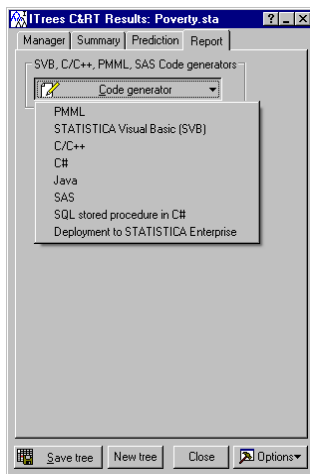 ITrees C&RT Results: Poverty.sta
Manager Summary Prediction Report
SVB, C/C++, PMML, SAS Code generators
Code generator
PMML
STATISTICA Visual Basic (SVB)
C/C++
C#
Java
SAS
SQL stored procedure in C#
Deployment to STATISTICA Enterprise
Save tree New tree Close Options